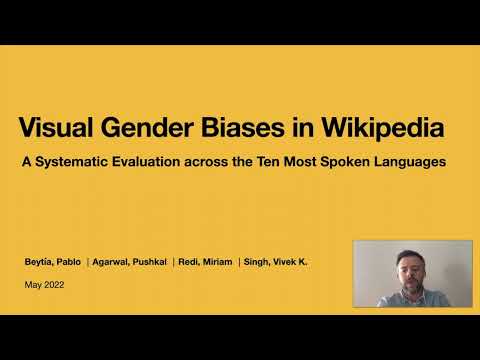 Visual Gender Biases in Wikipedia
A Systematic Evaluation across the Ten Most Spoken Languages
Beytía, Pablo | Agarwal, Pushkal | Redi, Miriam | Singh, Vivek K.
May 2022